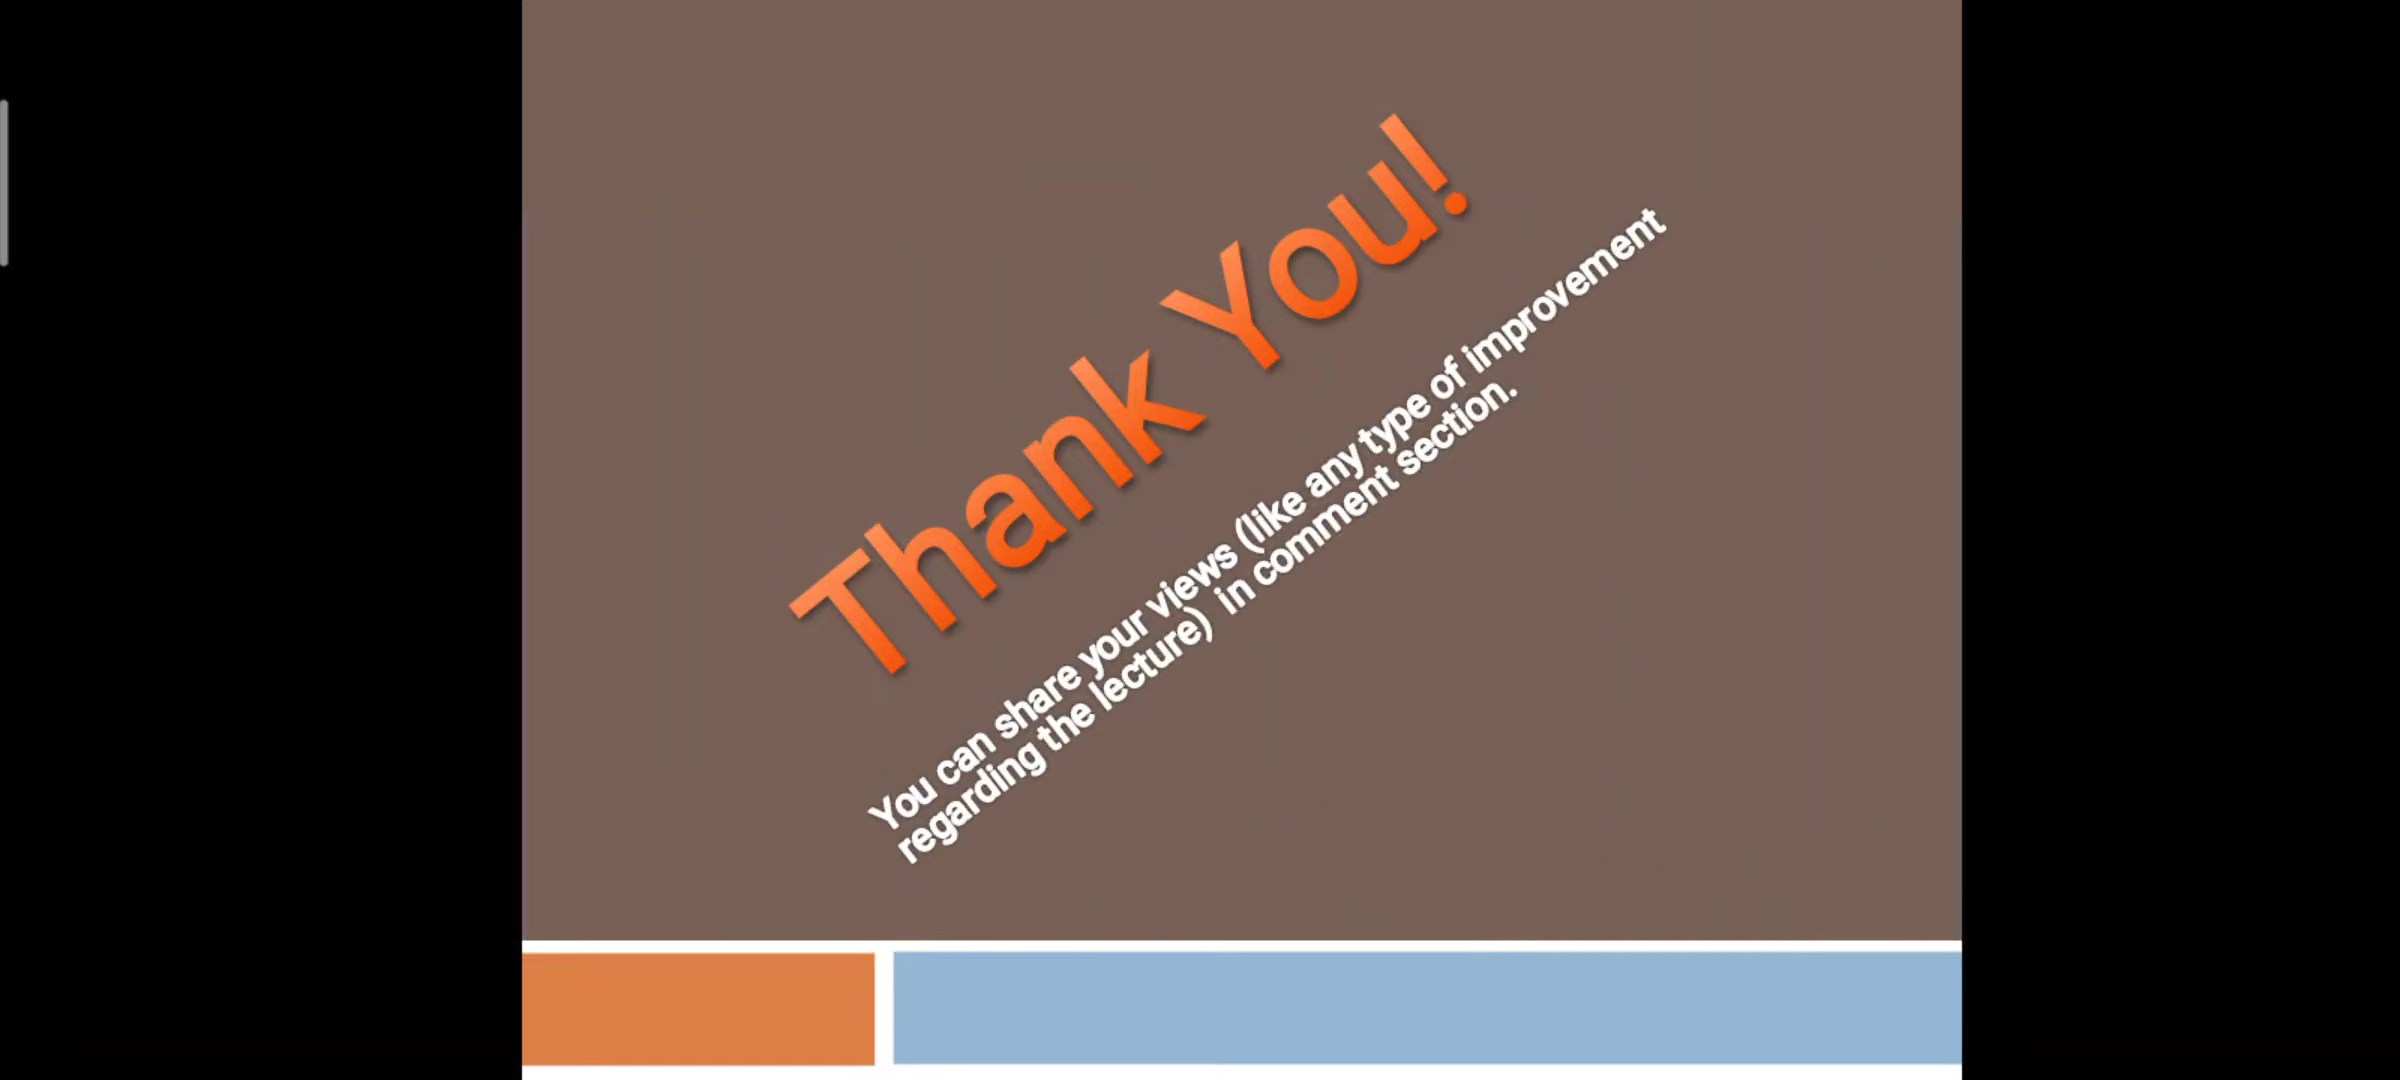 Thank You!
You can share your views (like any type of improvement
regarding the lecture)  in comment section.